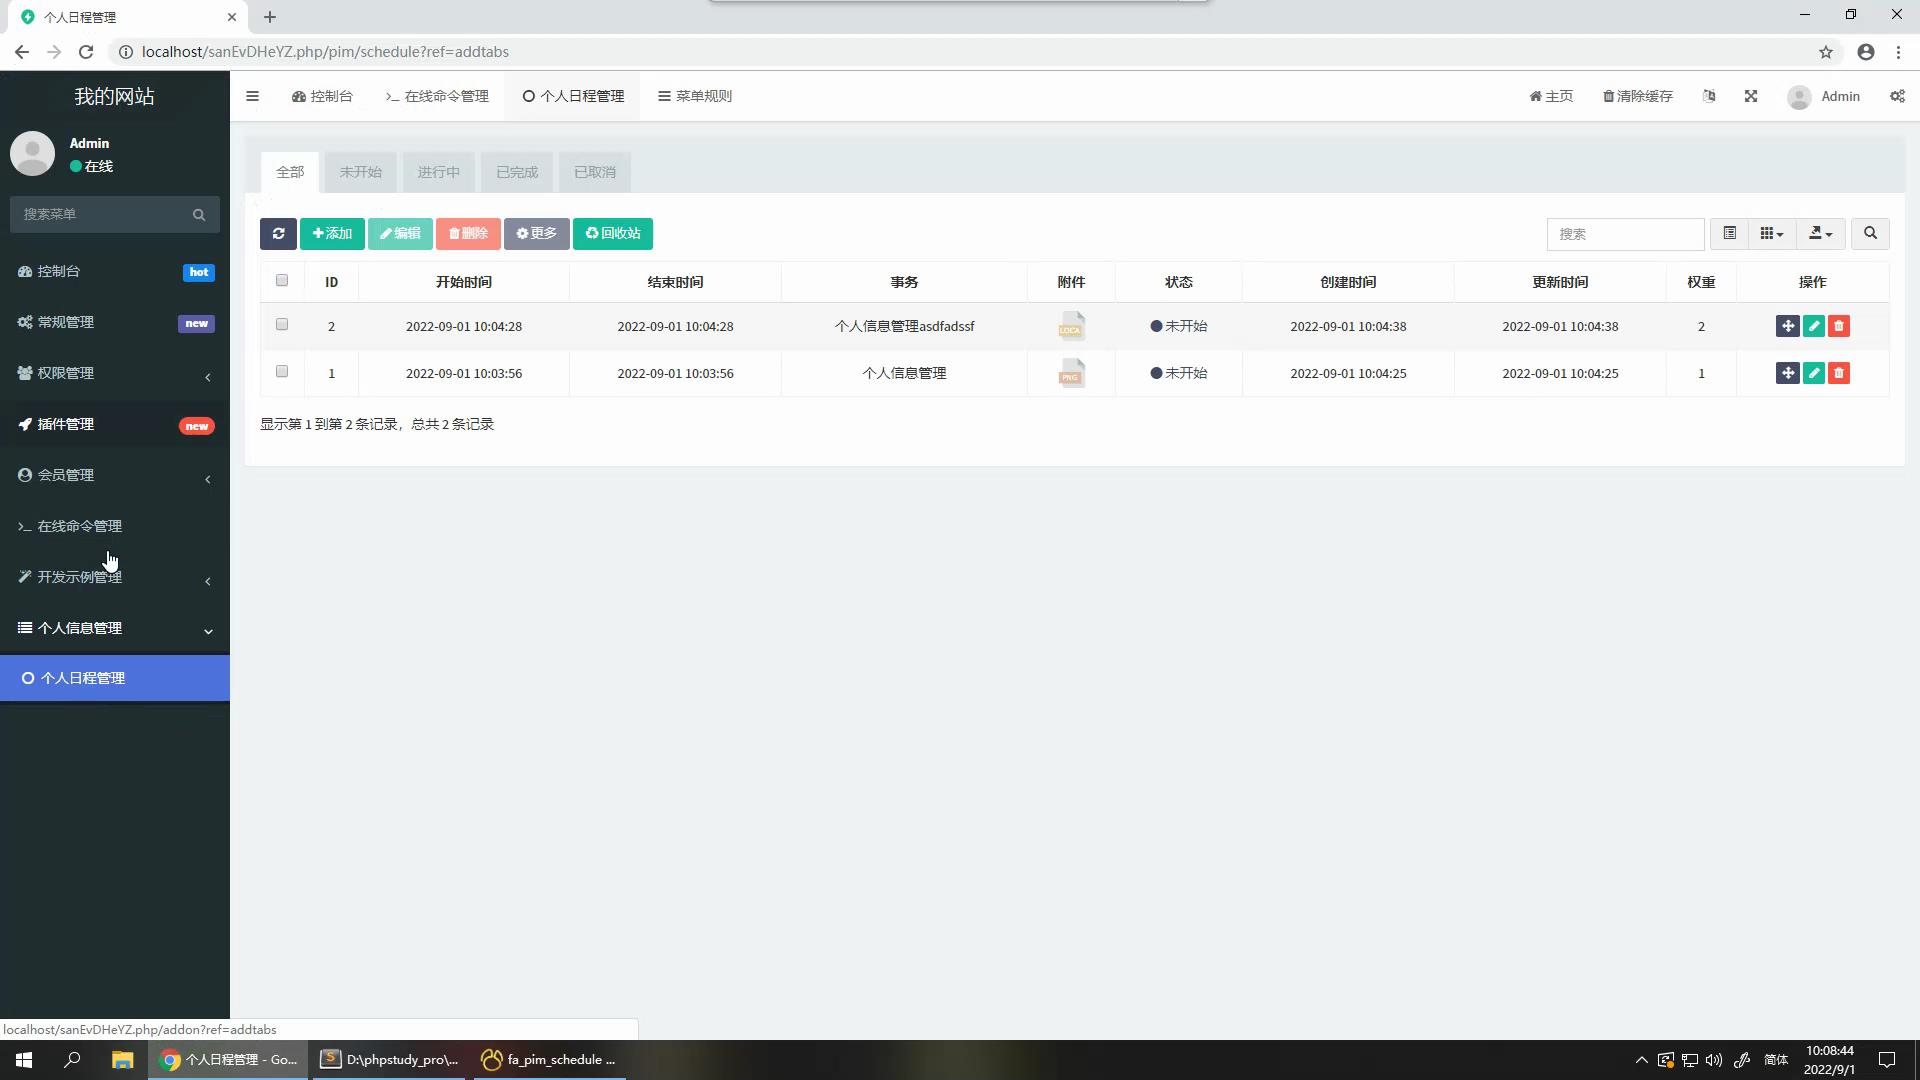 个人日程管理
localhost/sanEvDHeYZ.php/pim/schedule?ref=addtabs
我的网站
控制台
在线命令管理
个人日程管理
菜单规则
主页
清除缓存
Admin
Admin
在线
搜索菜单
控制台 hot
常规管理 new
权限管理
插件管理 new
会员管理
在线命令管理
开发示例管理
个人信息管理
个人日程管理
全部 未开始 进行中 已完成 已取消
添加 编辑 删除 更多 回收站 搜索
ID 开始时间 结束时间 事务 附件 状态 创建时间 更新时间 权重 操作
2 2022-09-01 10:04:28 2022-09-01 10:04:28 个人信息管理asdfadssf LOCA 未开始 2022-09-01 10:04:38 2022-09-01 10:04:38 2
1 2022-09-01 10:03:56 2022-09-01 10:03:56 个人信息管理 PNG 未开始 2022-09-01 10:04:25 2022-09-01 10:04:25 1
显示第 1 到第 2 条记录，总共 2 条记录
localhost/sanEvDHeYZ.php/addon?ref=addtabs
个人日程管理 - Go...
D:\phpstudy_pro\...
fa_pim_schedule ...
简体
10:08:44
2022/9/1